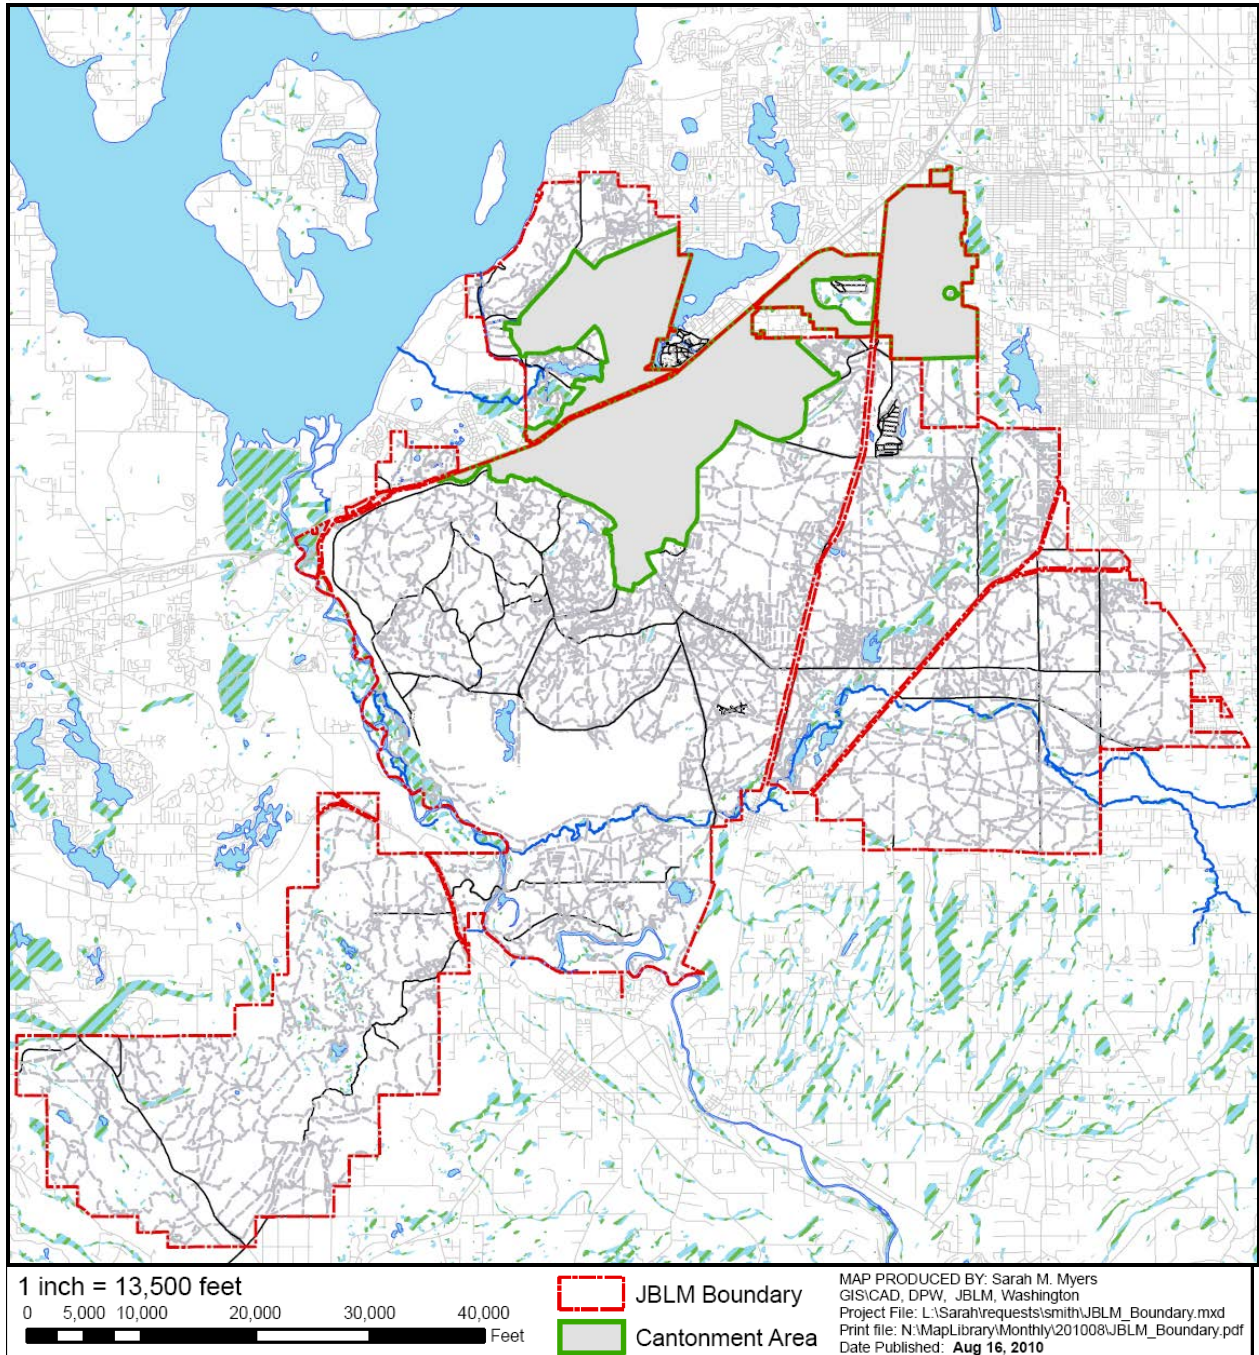 1 inch = 13,500 feet
0 5,000 10,000 20,000 30,000 40,000
Feet
JBLM Boundary
Cantonment Area
MAP PRODUCED BY: Sarah M. Myers
GIS\CAD, DPW, JBLM, Washington
Project File: L:\Sarah\requests\smith\JBLM_Boundary.mxd
Print file: N:\MapLibrary\Monthly\201008\JBLM_Boundary.pdf
Date Published: Aug 16, 2010